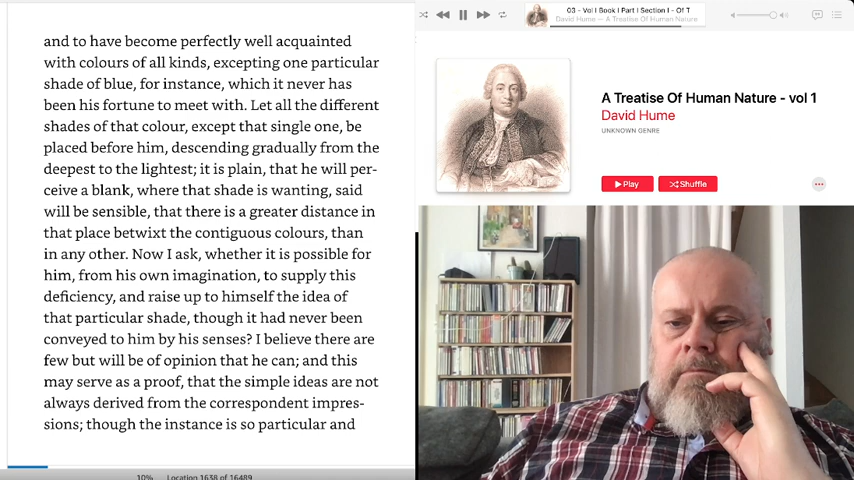 and to have become perfectly well acquainted
with colours of all kinds, excepting one particular
shade of blue, for instance, which it never has
been his fortune to meet with. Let all the different
shades of that colour, except that single one, be
placed before him, descending gradually from the
deepest to the lightest; it is plain, that he will per-
ceive a blank, where that shade is wanting, said
will be sensible, that there is a greater distance in
that place betwixt the contiguous colours, than
in any other. Now I ask, whether it is possible for
him, from his own imagination, to supply this
deficiency, and raise up to himself the idea of
that particular shade, though it had never been
conveyed to him by his senses? I believe there are
few but will be of opinion that he can; and this
may serve as a proof, that the simple ideas are not
always derived from the correspondent impres-
sions; though the instance is so particular and
10% Location 1638 of 16489
03 - Vol I Book I Part I Section I - Of T
David Hume — A Treatise Of Human Nature
A Treatise Of Human Nature - vol 1
David Hume
UNKNOWN GENRE
Play
Shuffle